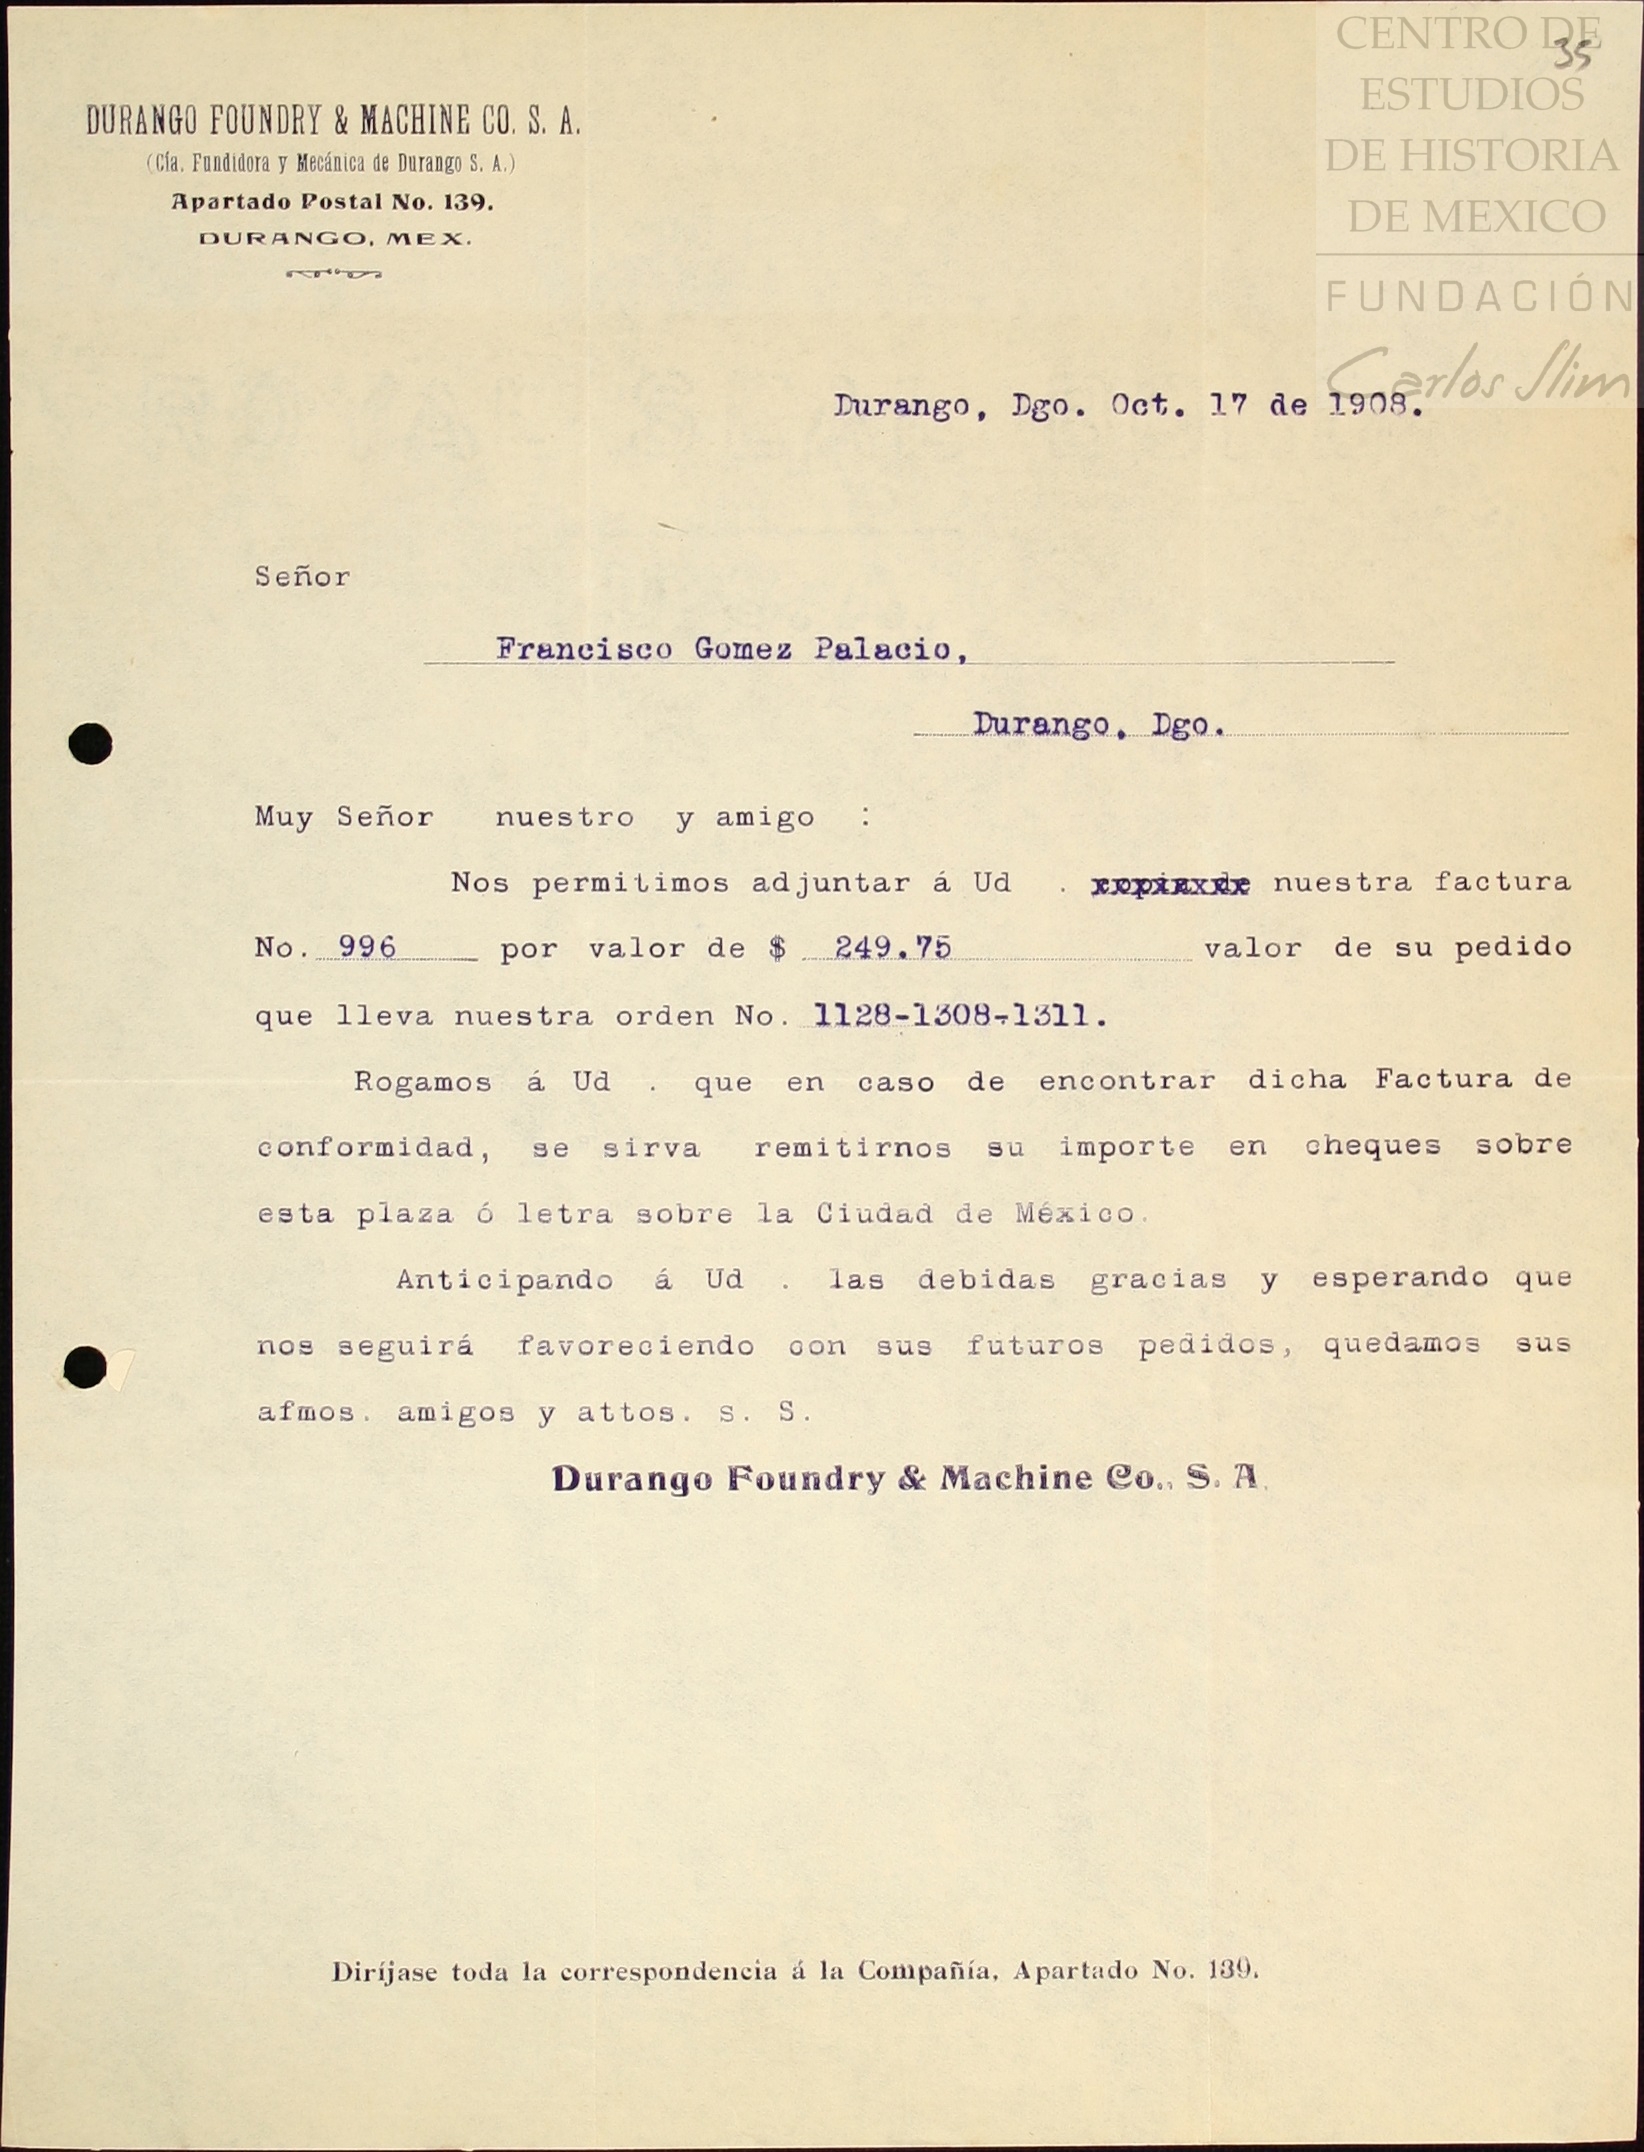 CENTRO DE
ESTUDIOS
DE HISTORIA
DE MEXICO
FUNDACIÓN
Carlos Slim
35
DURANGO FOUNDRY & MACHINE CO. S. A.
(Cía. Fundidora y Mecánica de Durango S. A.)
Apartado Postal No. 139.
DURANGO, MEX.
Durango, Dgo. Oct. 17 de 1908.
Señor
Francisco Gomez Palacio,
Durango, Dgo.
Muy Señor nuestro y amigo :
Nos permitimos adjuntar á Ud . copia de nuestra factura
No. 996 por valor de $ 249.75 valor de su pedido
que lleva nuestra orden No. 1128-1308-1311.
Rogamos á Ud . que en caso de encontrar dicha Factura de
conformidad, se sirva remitirnos su importe en cheques sobre
esta plaza ó letra sobre la Ciudad de México.
Anticipando á Ud . las debidas gracias y esperando que
nos seguirá favoreciendo con sus futuros pedidos, quedamos sus
afmos. amigos y attos. s. S.
Durango Foundry & Machine Co., S. A.
Diríjase toda la correspondencia á la Compañía, Apartado No. 139.